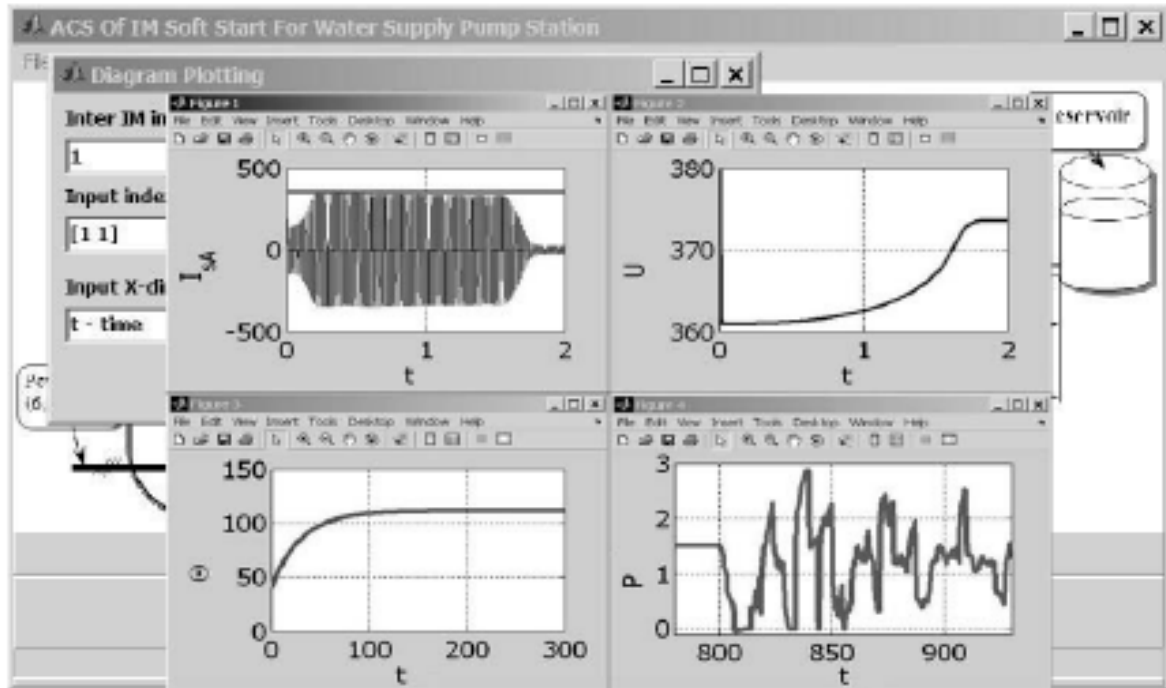 ACS Of IM Soft Start For Water Supply Pump Station
File
Diagram Plotting
Inter IM in
1
Input inde
[1 1]
Input X-di
t - time
eservoir
(6,
Figure 1
File Edit View Insert Tools Desktop Window Help
500
0
-500
I_sA
0 1 2
t
Figure 2
File Edit View Insert Tools Desktop Window Help
380
370
360
U
0 1 2
t
Figure 3
File Edit View Insert Tools Desktop Window Help
150
100
50
0
Θ
0 100 200 300
t
Figure 4
File Edit View Insert Tools Desktop Window Help
3
2
1
0
P
800 850 900
t